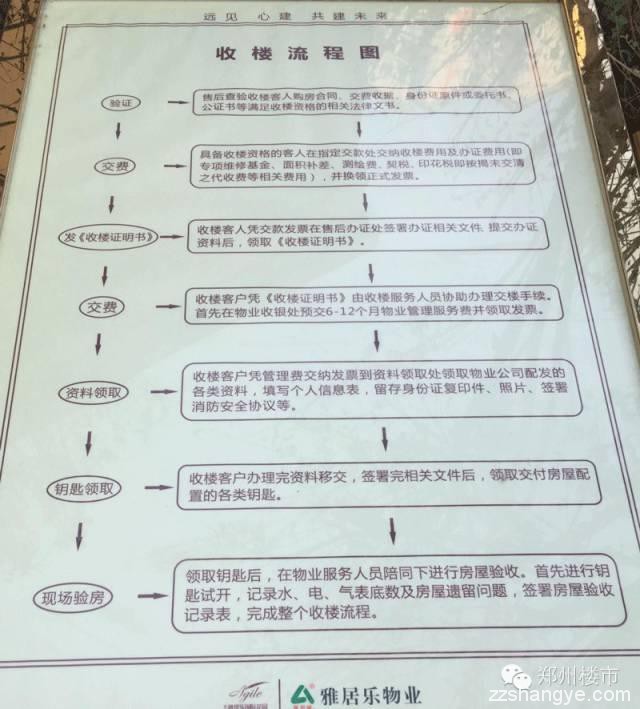 远见 心建 共建未来
收楼流程图
验证
售后查验收楼客人购房合同、交费收据、身份证原件或委托书、
公证书等满足收楼资格的相关法律文书。
交费
具备收楼资格的客人在指定交款处交纳收楼费用及办证费用(即
专项维修基金、面积补差、测绘费、契税、印花税即按揭未交清
之代收费等相关费用），并换领正式发票。
发《收楼证明书》
收楼客人凭交款发票在售后办证处签署办证相关文件 提交办证
资料后，领取《收楼证明书》。
交费
收楼客户凭《收楼证明书》由收楼服务人员协助办理交楼手续。
首先在物业收银处预交6-12个月物业管理服务费并领取发票。
资料领取
收楼客户凭管理费交纳发票到资料领取处领取物业公司配发的
各类资料，填写个人信息表，留存身份证复印件、照片、签署
消防安全协议等。
钥匙领取
收楼客户办理完资料移交，签署完相关文件后，领取交付房屋配
置的各类钥匙。
现场验房
领取钥匙后，在物业服务人员陪同下进行房屋验收。首先进行钥
匙试开，记录水、电、气表底数及房屋遗留问题，签署房屋验收
记录表，完成整个收楼流程。
Agile
雅居乐物业
郑州楼市
zzshangye.com